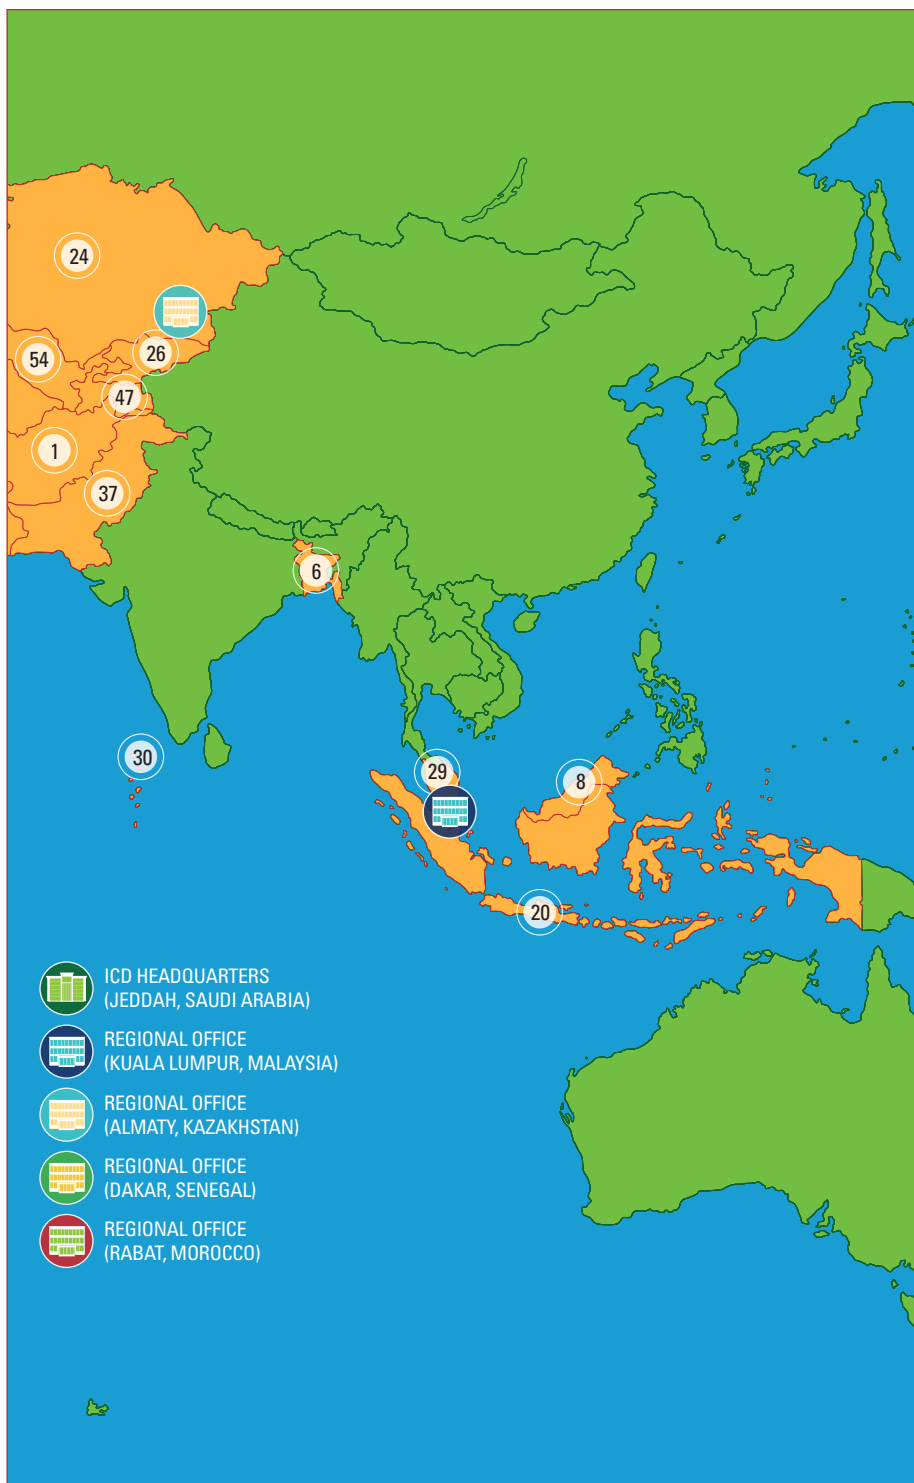 24
54
26
47
1
37
6
30
29
8
20
ICD HEADQUARTERS
(JEDDAH, SAUDI ARABIA)
REGIONAL OFFICE
(KUALA LUMPUR, MALAYSIA)
REGIONAL OFFICE
(ALMATY, KAZAKHSTAN)
REGIONAL OFFICE
(DAKAR, SENEGAL)
REGIONAL OFFICE
(RABAT, MOROCCO)